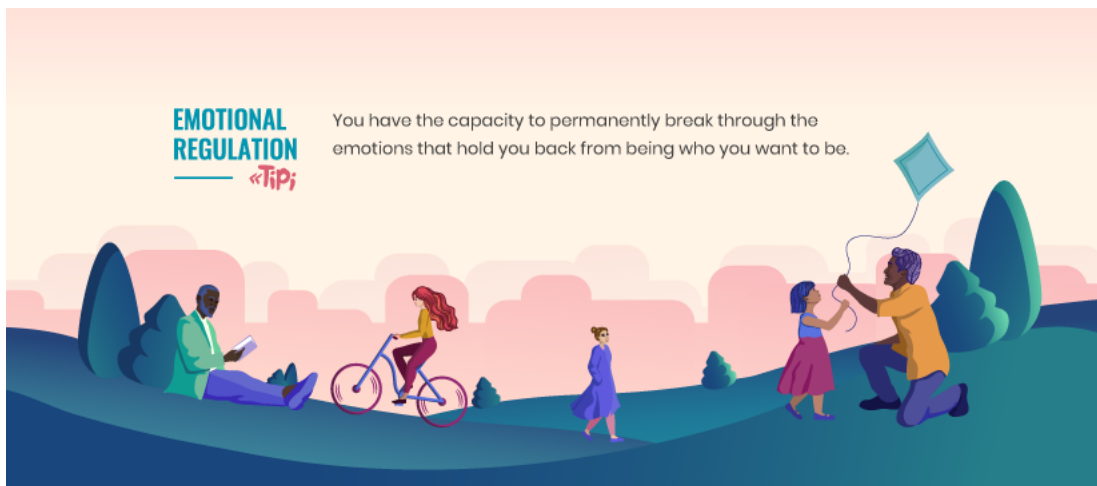 EMOTIONAL
REGULATION
«Tipi
You have the capacity to permanently break through the
emotions that hold you back from being who you want to be.